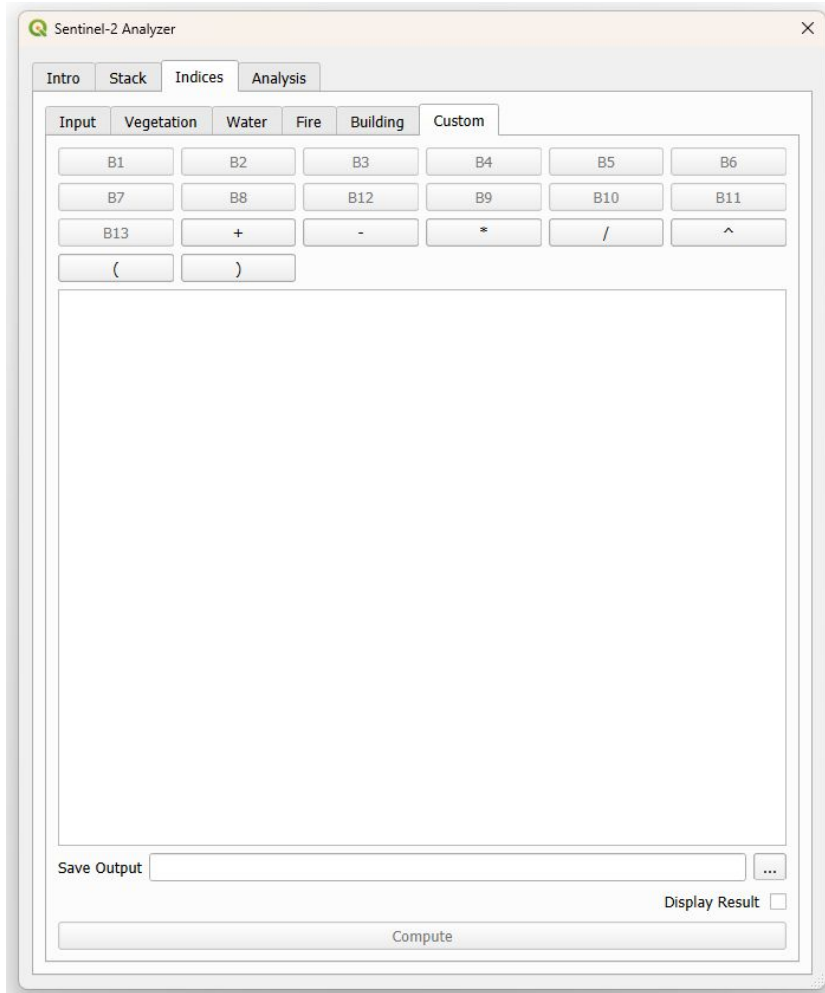 Sentinel-2 Analyzer
Intro Stack Indices Analysis
Input Vegetation Water Fire Building Custom
B1 B2 B3 B4 B5 B6
B7 B8 B12 B9 B10 B11
B13 + - * / ^
( )
Save Output ...
Display Result
Compute